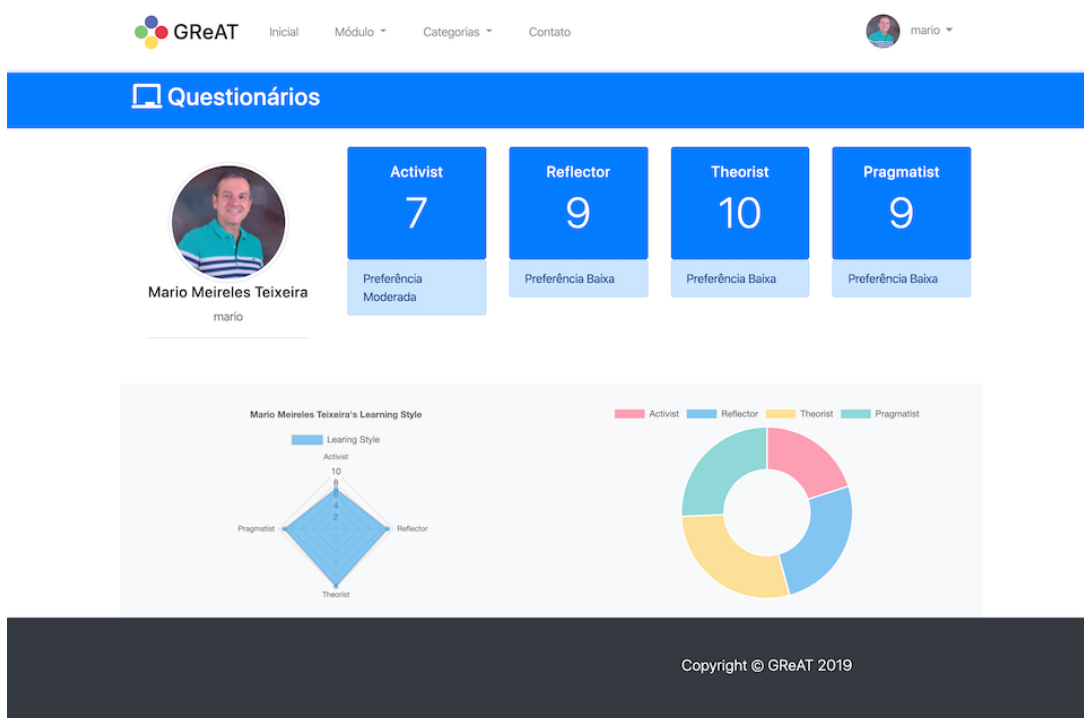 GReAT Inicial Módulo Categorias Contato mario
Questionários
Activist
7
Preferência
Moderada
Reflector
9
Preferência Baixa
Theorist
10
Preferência Baixa
Pragmatist
9
Preferência Baixa
Mario Meireles Teixeira
mario
Mario Meireles Teixeira's Learning Style
Learing Style
Activist
10
8
6
4
2
Pragmatist
Reflector
Theorist
Activist Reflector Theorist Pragmatist
Copyright © GReAT 2019